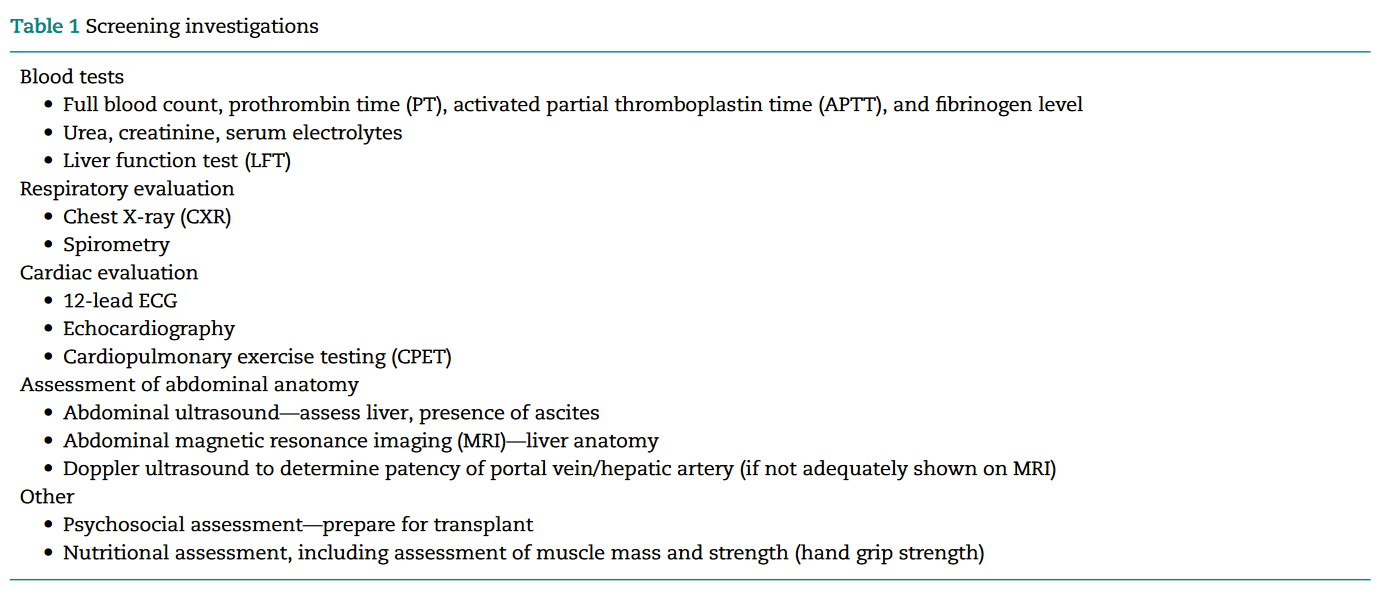 Table 1 Screening investigations
Blood tests
• Full blood count, prothrombin time (PT), activated partial thromboplastin time (APTT), and fibrinogen level
• Urea, creatinine, serum electrolytes
• Liver function test (LFT)
Respiratory evaluation
• Chest X-ray (CXR)
• Spirometry
Cardiac evaluation
• 12-lead ECG
• Echocardiography
• Cardiopulmonary exercise testing (CPET)
Assessment of abdominal anatomy
• Abdominal ultrasound—assess liver, presence of ascites
• Abdominal magnetic resonance imaging (MRI)—liver anatomy
• Doppler ultrasound to determine patency of portal vein/hepatic artery (if not adequately shown on MRI)
Other
• Psychosocial assessment—prepare for transplant
• Nutritional assessment, including assessment of muscle mass and strength (hand grip strength)